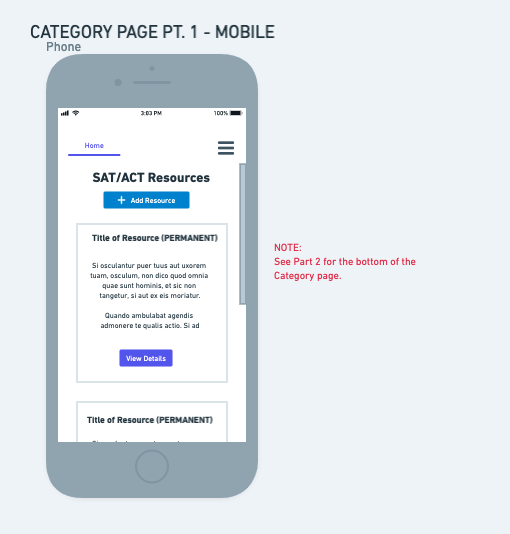 CATEGORY PAGE PT. 1 - MOBILE
Phone
3:03 PM
100%
Home
SAT/ACT Resources
+ Add Resource
Title of Resource (PERMANENT)
Si osculantur puer tuus aut uxorem
tuam, osculum, non dico quod omnia
quae sunt hominis, et sic non
tangetur, si aut ex eis moriatur.
Quando ambulabat agendis
admonere te qualis actio. Si ad
View Details
Title of Resource (PERMANENT)
NOTE:
See Part 2 for the bottom of the
Category page.